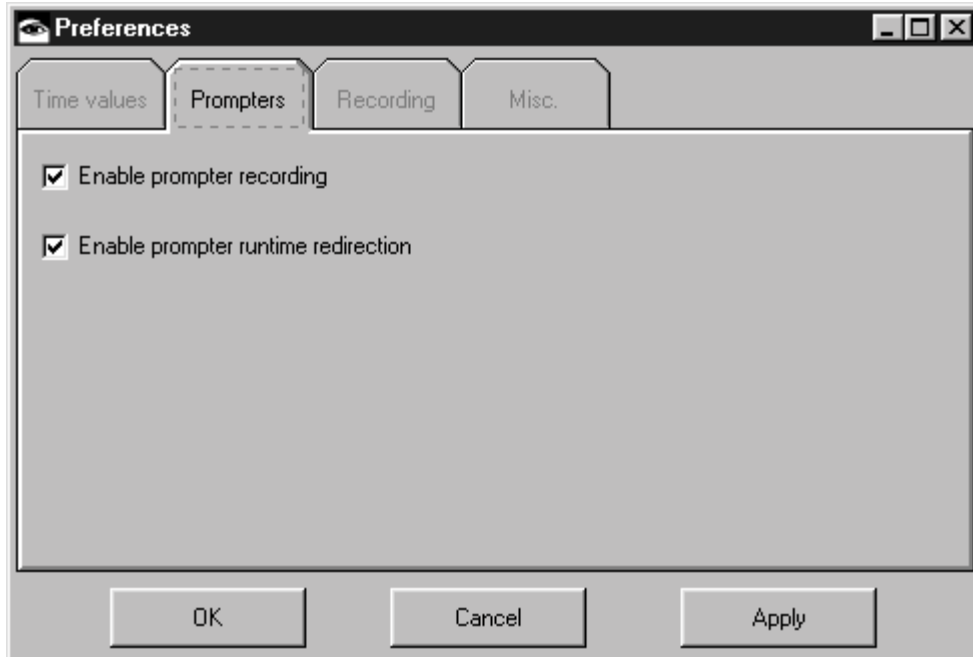 Preferences
Time values Prompters Recording Misc.
Enable prompter recording
Enable prompter runtime redirection
OK Cancel Apply